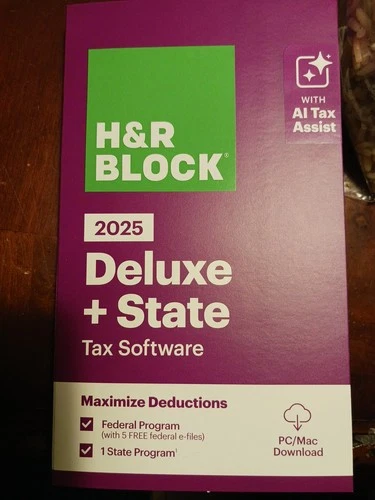 H&R
BLOCK®
WITH
AI Tax
Assist
2025
Deluxe
+ State
Tax Software
Maximize Deductions
Federal Program
(with 5 FREE federal e-files)
1 State Program¹
PC/Mac
Download